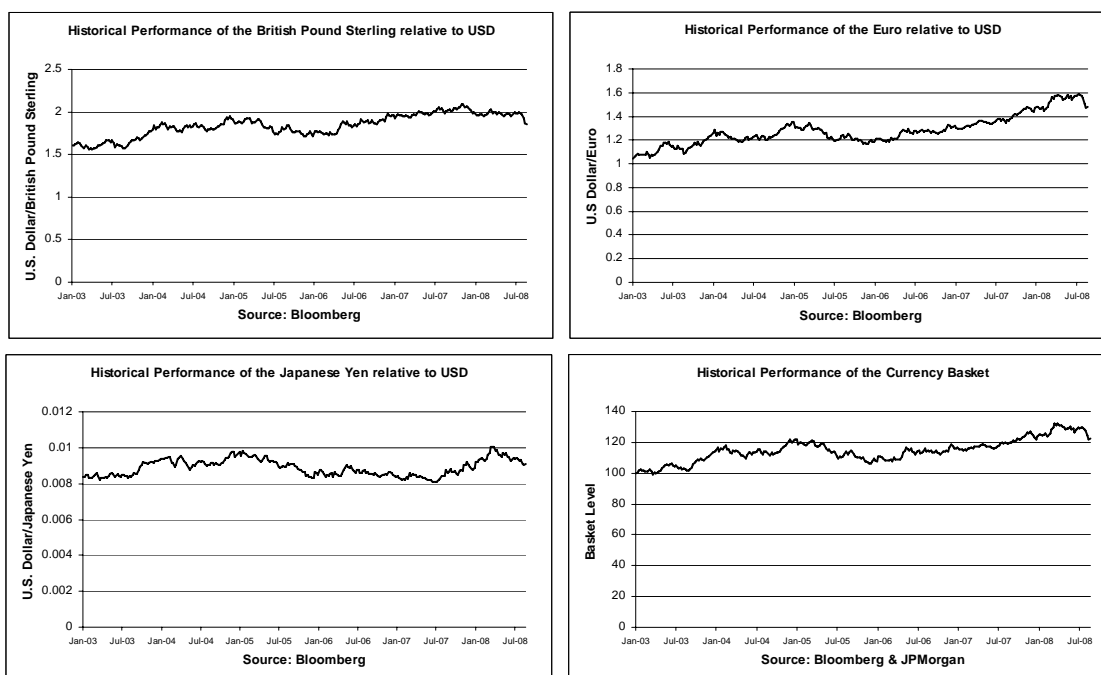 Historical Performance of the British Pound Sterling relative to USD
U.S. Dollar/British Pound Sterling
2.5
2
1.5
1
0.5
0
Jan-03 Jul-03 Jan-04 Jul-04 Jan-05 Jul-05 Jan-06 Jul-06 Jan-07 Jul-07 Jan-08 Jul-08
Source: Bloomberg
Historical Performance of the Euro relative to USD
U.S Dollar/Euro
1.8
1.6
1.4
1.2
1
0.8
0.6
0.4
0.2
0
Jan-03 Jul-03 Jan-04 Jul-04 Jan-05 Jul-05 Jan-06 Jul-06 Jan-07 Jul-07 Jan-08 Jul-08
Source: Bloomberg
Historical Performance of the Japanese Yen relative to USD
U.S. Dollar/Japanese Yen
0.012
0.01
0.008
0.006
0.004
0.002
0
Jan-03 Jul-03 Jan-04 Jul-04 Jan-05 Jul-05 Jan-06 Jul-06 Jan-07 Jul-07 Jan-08 Jul-08
Source: Bloomberg
Historical Performance of the Currency Basket
Basket Level
140
120
100
80
60
40
20
0
Jan-03 Jul-03 Jan-04 Jul-04 Jan-05 Jul-05 Jan-06 Jul-06 Jan-07 Jul-07 Jan-08 Jul-08
Source: Bloomberg & JPMorgan